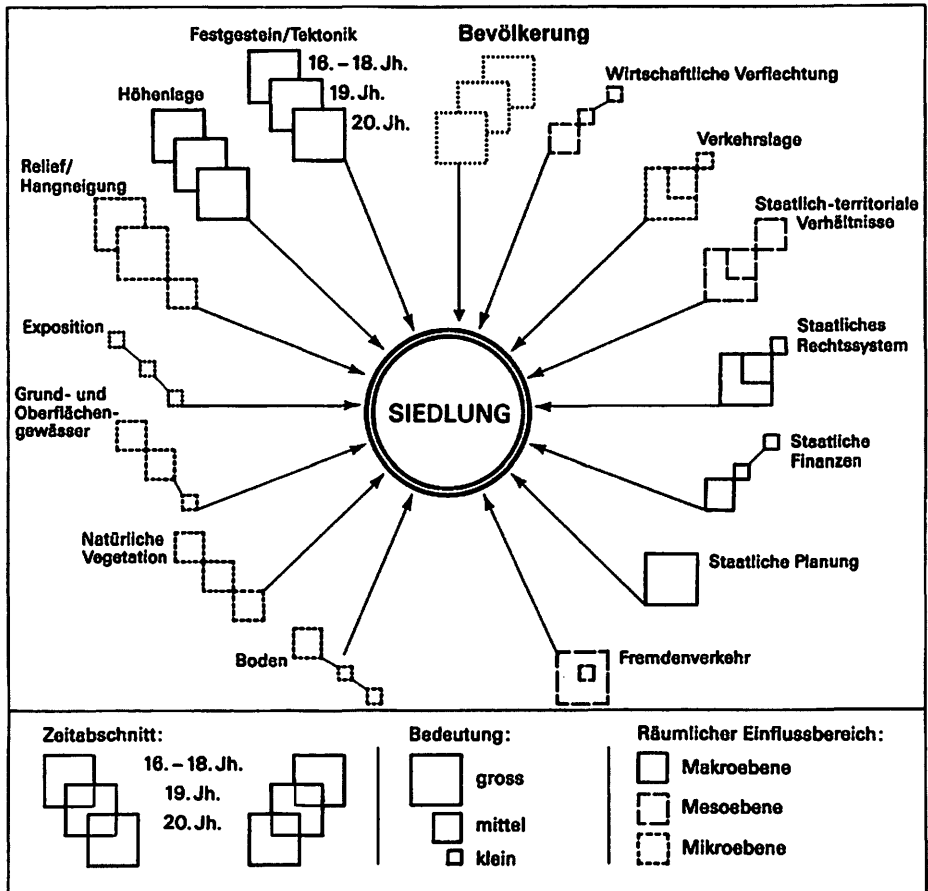 Festgestein/Tektonik
16.–18. Jh.
19. Jh.
20. Jh.
Bevölkerung
Wirtschaftliche Verflechtung
Höhenlage
Verkehrslage
Relief/
Hangneigung
Staatlich-territoriale
Verhältnisse
Exposition
Staatliches
Rechtssystem
Grund- und
Oberflächen-
gewässer
SIEDLUNG
Staatliche
Finanzen
Natürliche
Vegetation
Staatliche Planung
Boden
Fremdenverkehr
Zeitabschnitt:
16.–18. Jh.
19. Jh.
20. Jh.
Bedeutung:
gross
mittel
klein
Räumlicher Einflussbereich:
Makroebene
Mesoebene
Mikroebene